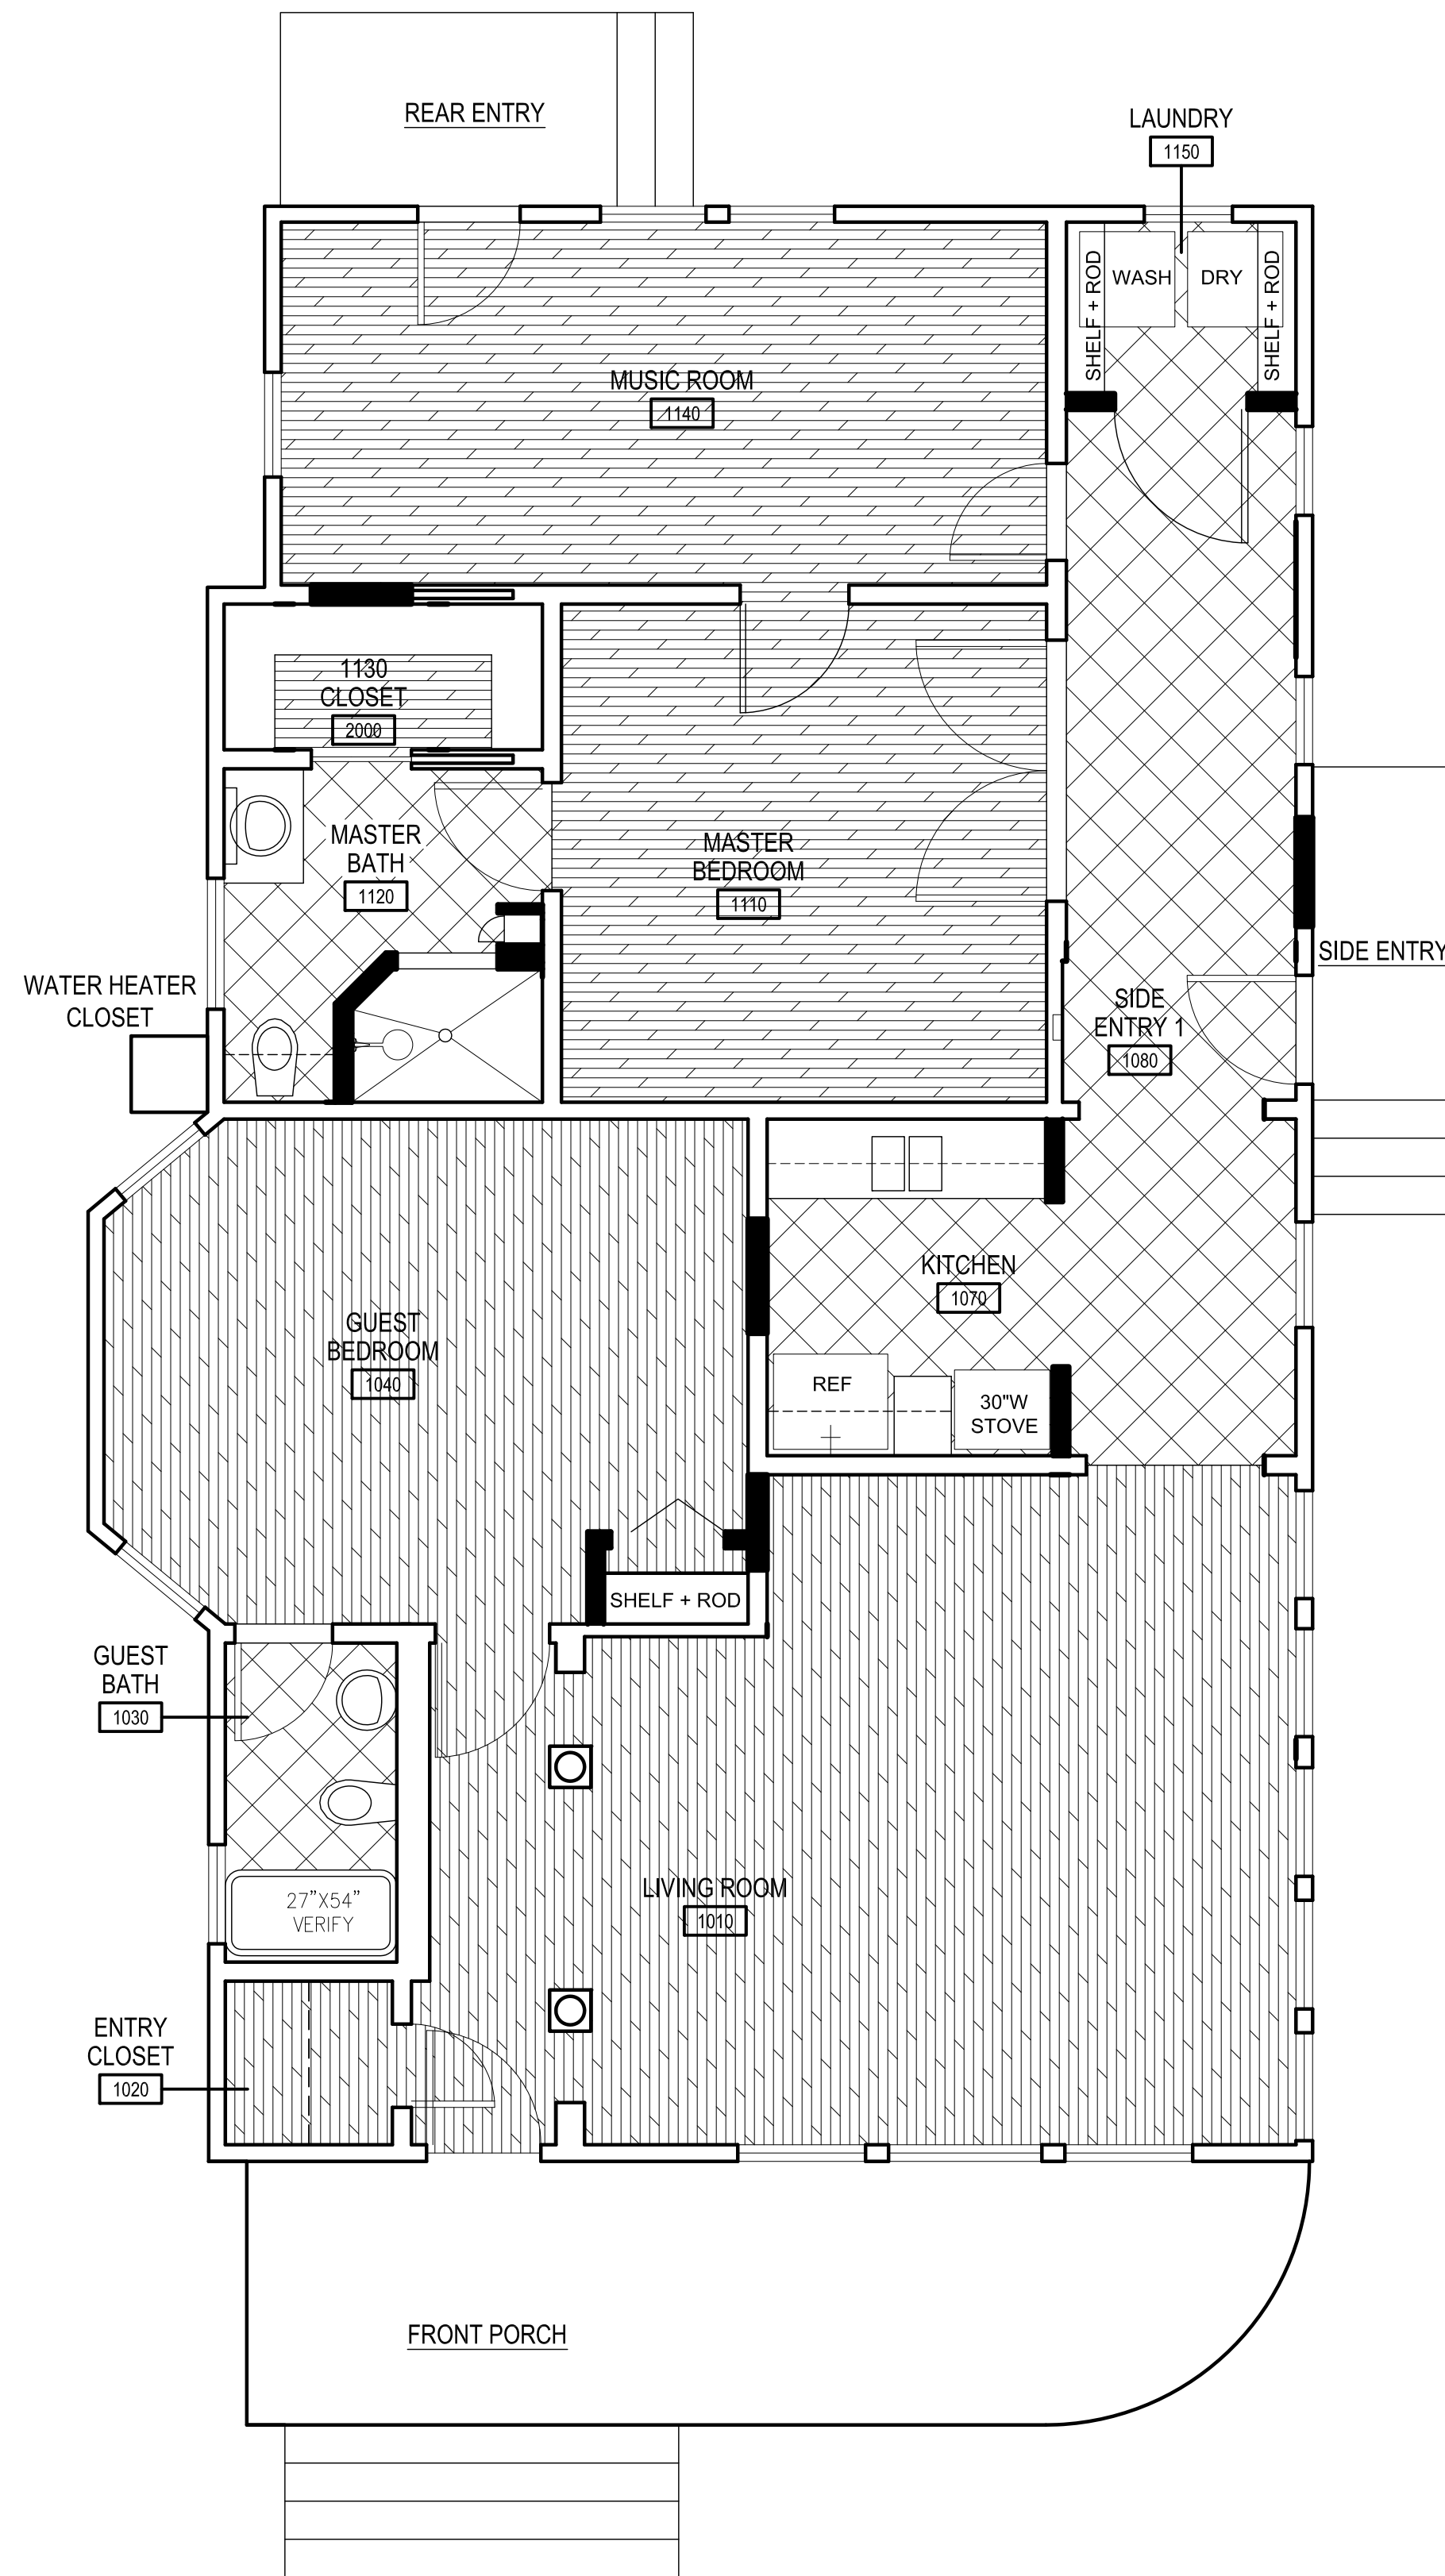 REAR ENTRY
LAUNDRY
1150
SHELF + ROD
WASH
DRY
SHELF + ROD
MUSIC ROOM
1140
1130
CLOSET
2000
MASTER
BATH
1120
MASTER
BEDROOM
1110
SIDE ENTRY
WATER HEATER
CLOSET
SIDE
ENTRY 1
1080
KITCHEN
1070
GUEST
BEDROOM
1040
REF
30"W
STOVE
SHELF + ROD
GUEST
BATH
1030
27"X54"
VERIFY
LIVING ROOM
1010
ENTRY
CLOSET
1020
FRONT PORCH